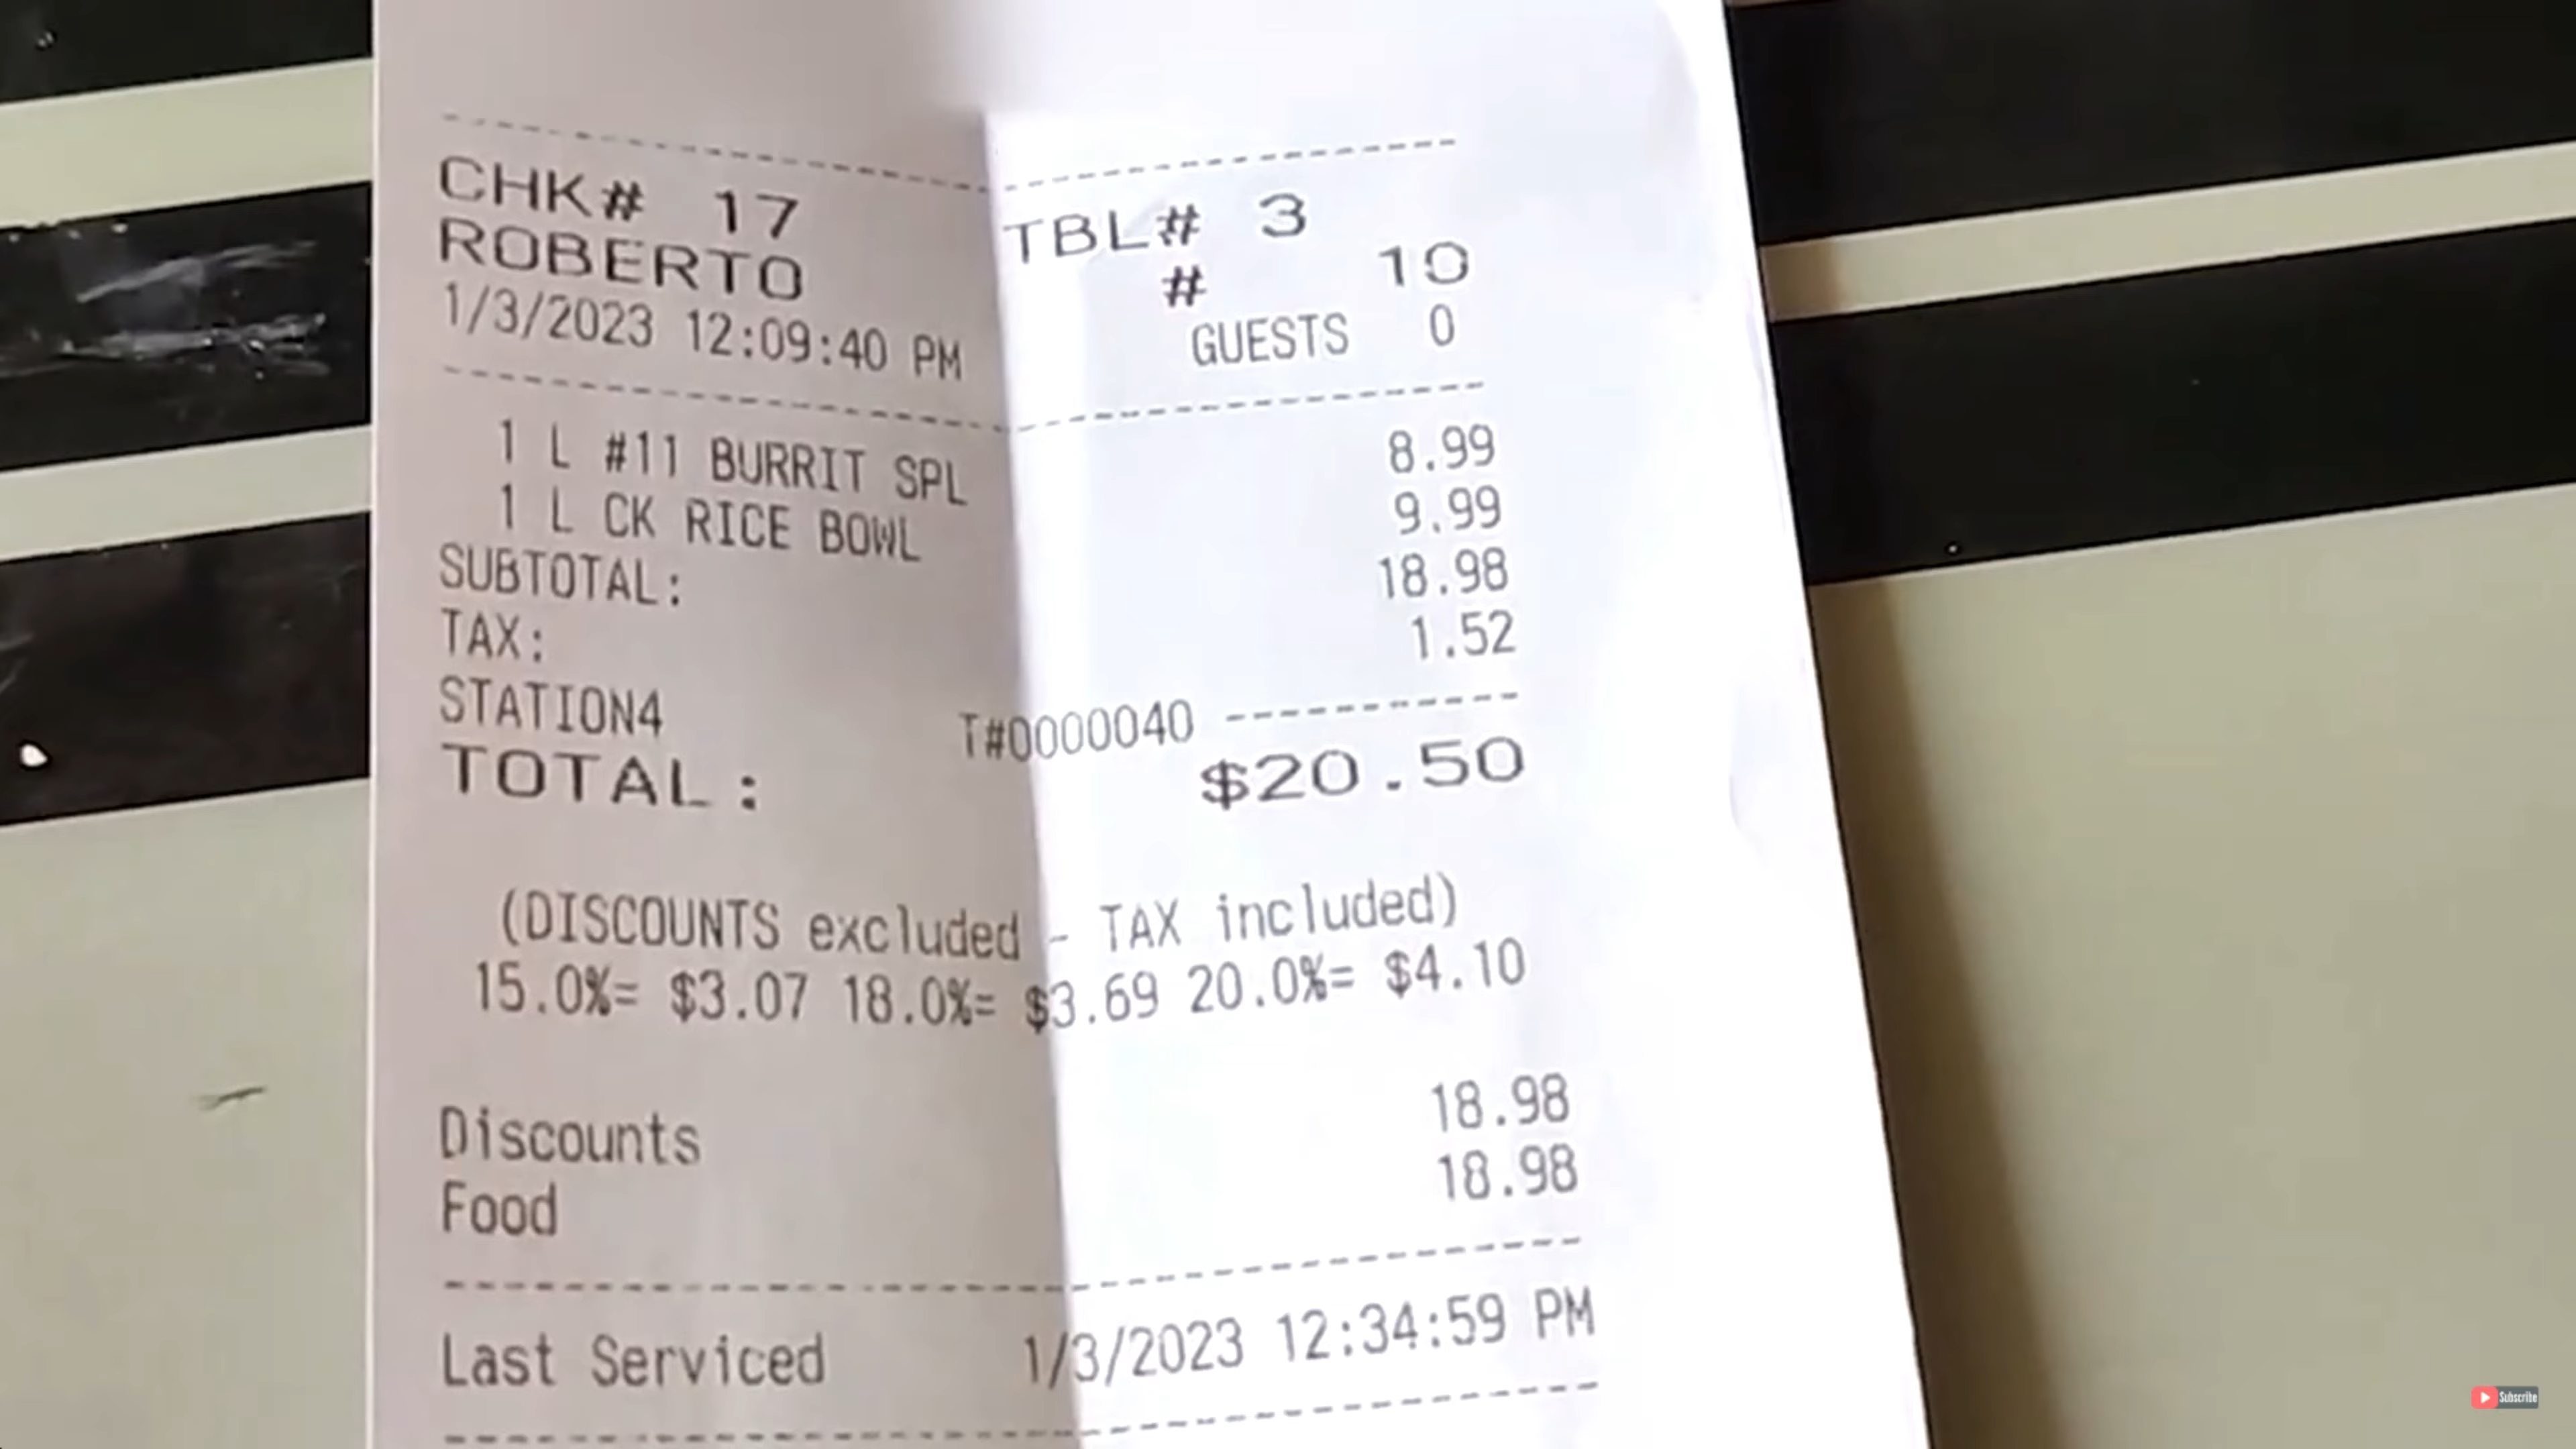 CHK# 17 TBL# 3
ROBERTO # 10
1/3/2023 12:09:40 PM GUESTS 0
1 L #11 BURRIT SPL 8.99
1 L CK RICE BOWL 9.99
SUBTOTAL: 18.98
TAX: 1.52
STATION4 T#0000040
TOTAL: $20.50
(DISCOUNTS excluded - TAX included)
15.0%= $3.07 18.0%= $3.69 20.0%= $4.10
Discounts 18.98
Food 18.98
Last Serviced 1/3/2023 12:34:59 PM
Subscribe